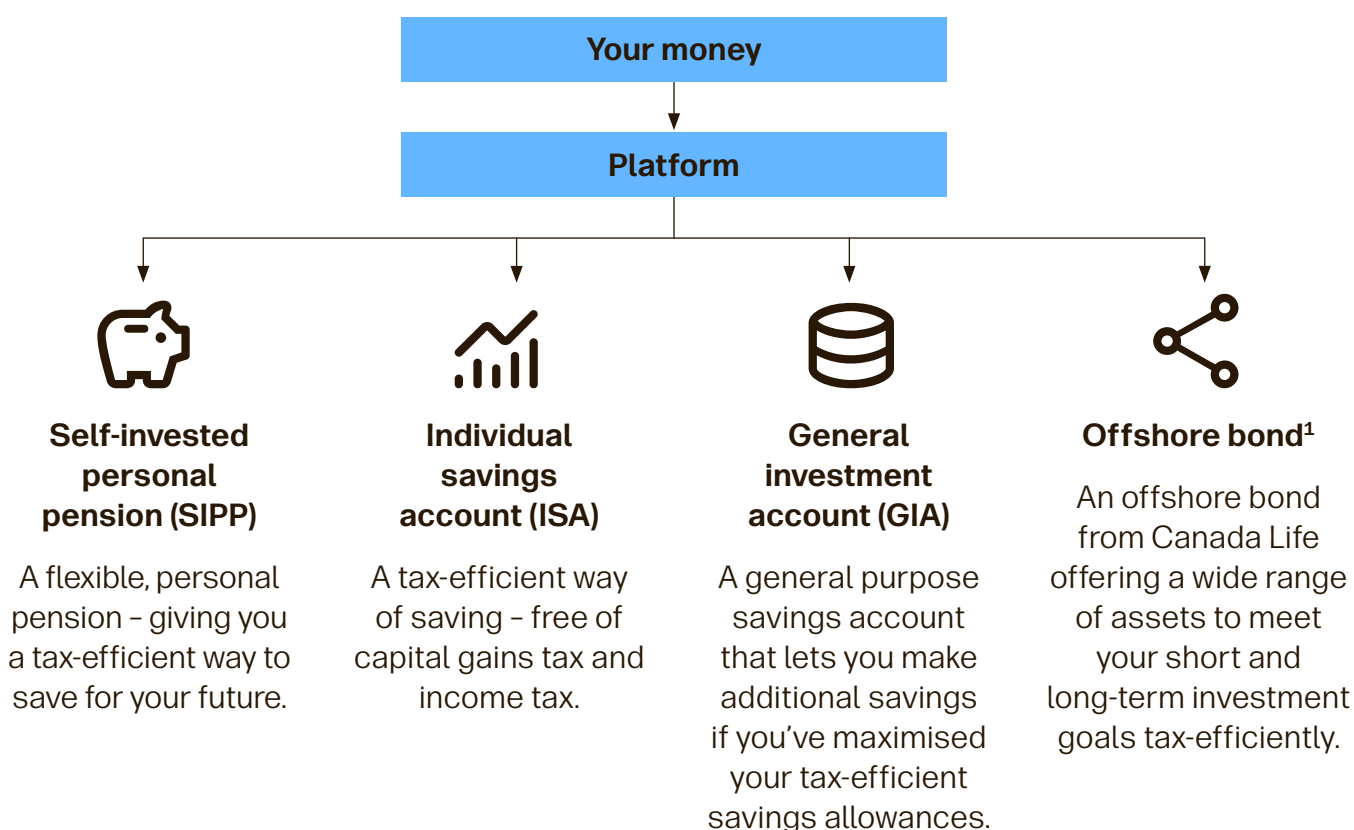 Your money
Platform
Self-invested
personal
pension (SIPP)
A flexible, personal
pension – giving you
a tax-efficient way to
save for your future.
Individual
savings
account (ISA)
A tax-efficient way
of saving – free of
capital gains tax and
income tax.
General
investment
account (GIA)
A general purpose
savings account
that lets you make
additional savings
if you’ve maximised
your tax-efficient
savings allowances.
Offshore bond¹
An offshore bond
from Canada Life
offering a wide range
of assets to meet
your short and
long-term investment
goals tax-efficiently.